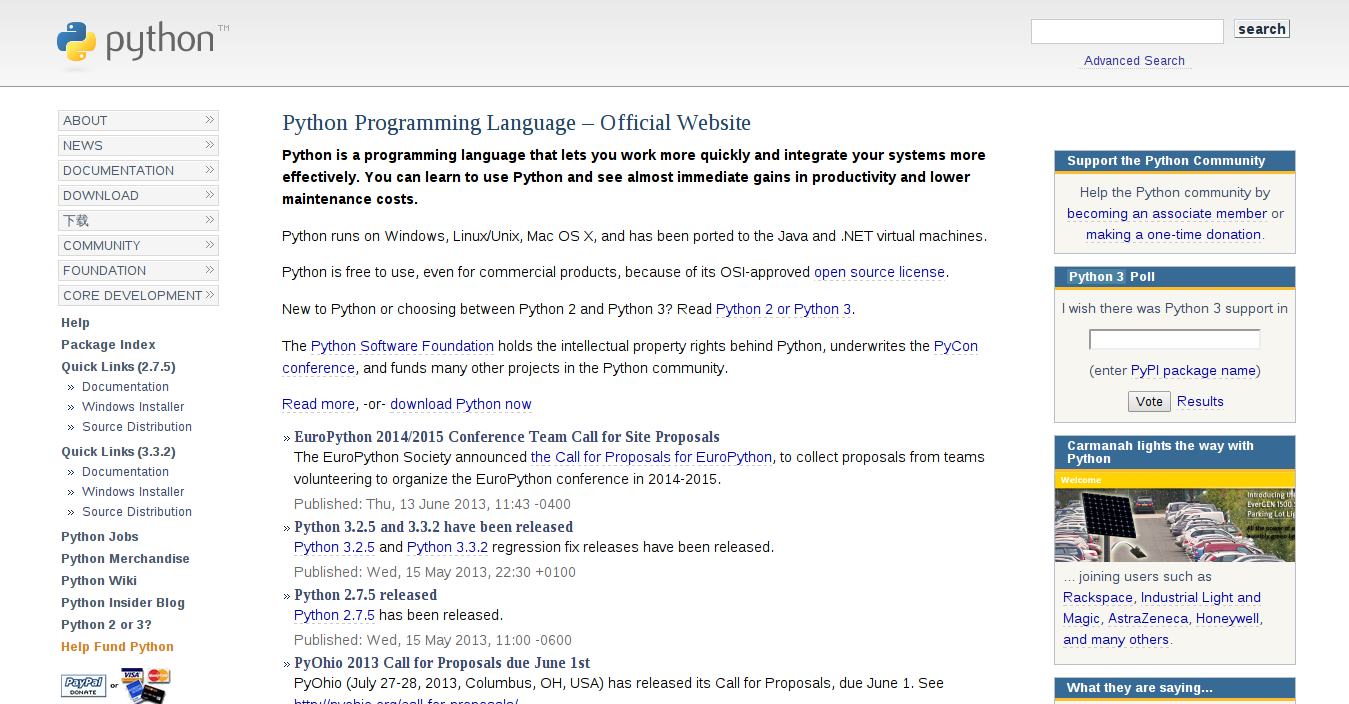 python™
search
Advanced Search
ABOUT
NEWS
DOCUMENTATION
DOWNLOAD
下载
COMMUNITY
FOUNDATION
CORE DEVELOPMENT
Help
Package Index
Quick Links (2.7.5)
Documentation
Windows Installer
Source Distribution
Quick Links (3.3.2)
Documentation
Windows Installer
Source Distribution
Python Jobs
Python Merchandise
Python Wiki
Python Insider Blog
Python 2 or 3?
Help Fund Python
PayPal
DONATE
or
VISA
MasterCard
Python Programming Language – Official Website
Python is a programming language that lets you work more quickly and integrate your systems more
effectively. You can learn to use Python and see almost immediate gains in productivity and lower
maintenance costs.
Python runs on Windows, Linux/Unix, Mac OS X, and has been ported to the Java and .NET virtual machines.
Python is free to use, even for commercial products, because of its OSI-approved open source license.
New to Python or choosing between Python 2 and Python 3? Read Python 2 or Python 3.
The Python Software Foundation holds the intellectual property rights behind Python, underwrites the PyCon
conference, and funds many other projects in the Python community.
Read more, -or- download Python now
EuroPython 2014/2015 Conference Team Call for Site Proposals
The EuroPython Society announced the Call for Proposals for EuroPython, to collect proposals from teams
volunteering to organize the EuroPython conference in 2014-2015.
Published: Thu, 13 June 2013, 11:43 -0400
Python 3.2.5 and 3.3.2 have been released
Python 3.2.5 and Python 3.3.2 regression fix releases have been released.
Published: Wed, 15 May 2013, 22:30 +0100
Python 2.7.5 released
Python 2.7.5 has been released.
Published: Wed, 15 May 2013, 11:00 -0600
PyOhio 2013 Call for Proposals due June 1st
PyOhio (July 27-28, 2013, Columbus, OH, USA) has released its Call for Proposals, due June 1. See
http://pyohio.org/call-for-proposals/
Support the Python Community
Help the Python community by
becoming an associate member or
making a one-time donation.
Python 3 Poll
I wish there was Python 3 support in
(enter PyPI package name)
Vote Results
Carmanah lights the way with
Python
Welcome
Introducing the
EverGEN 1500
Parking Lot Lig
All the power of a
... joining users such as
Rackspace, Industrial Light and
Magic, AstraZeneca, Honeywell,
and many others.
What they are saying...